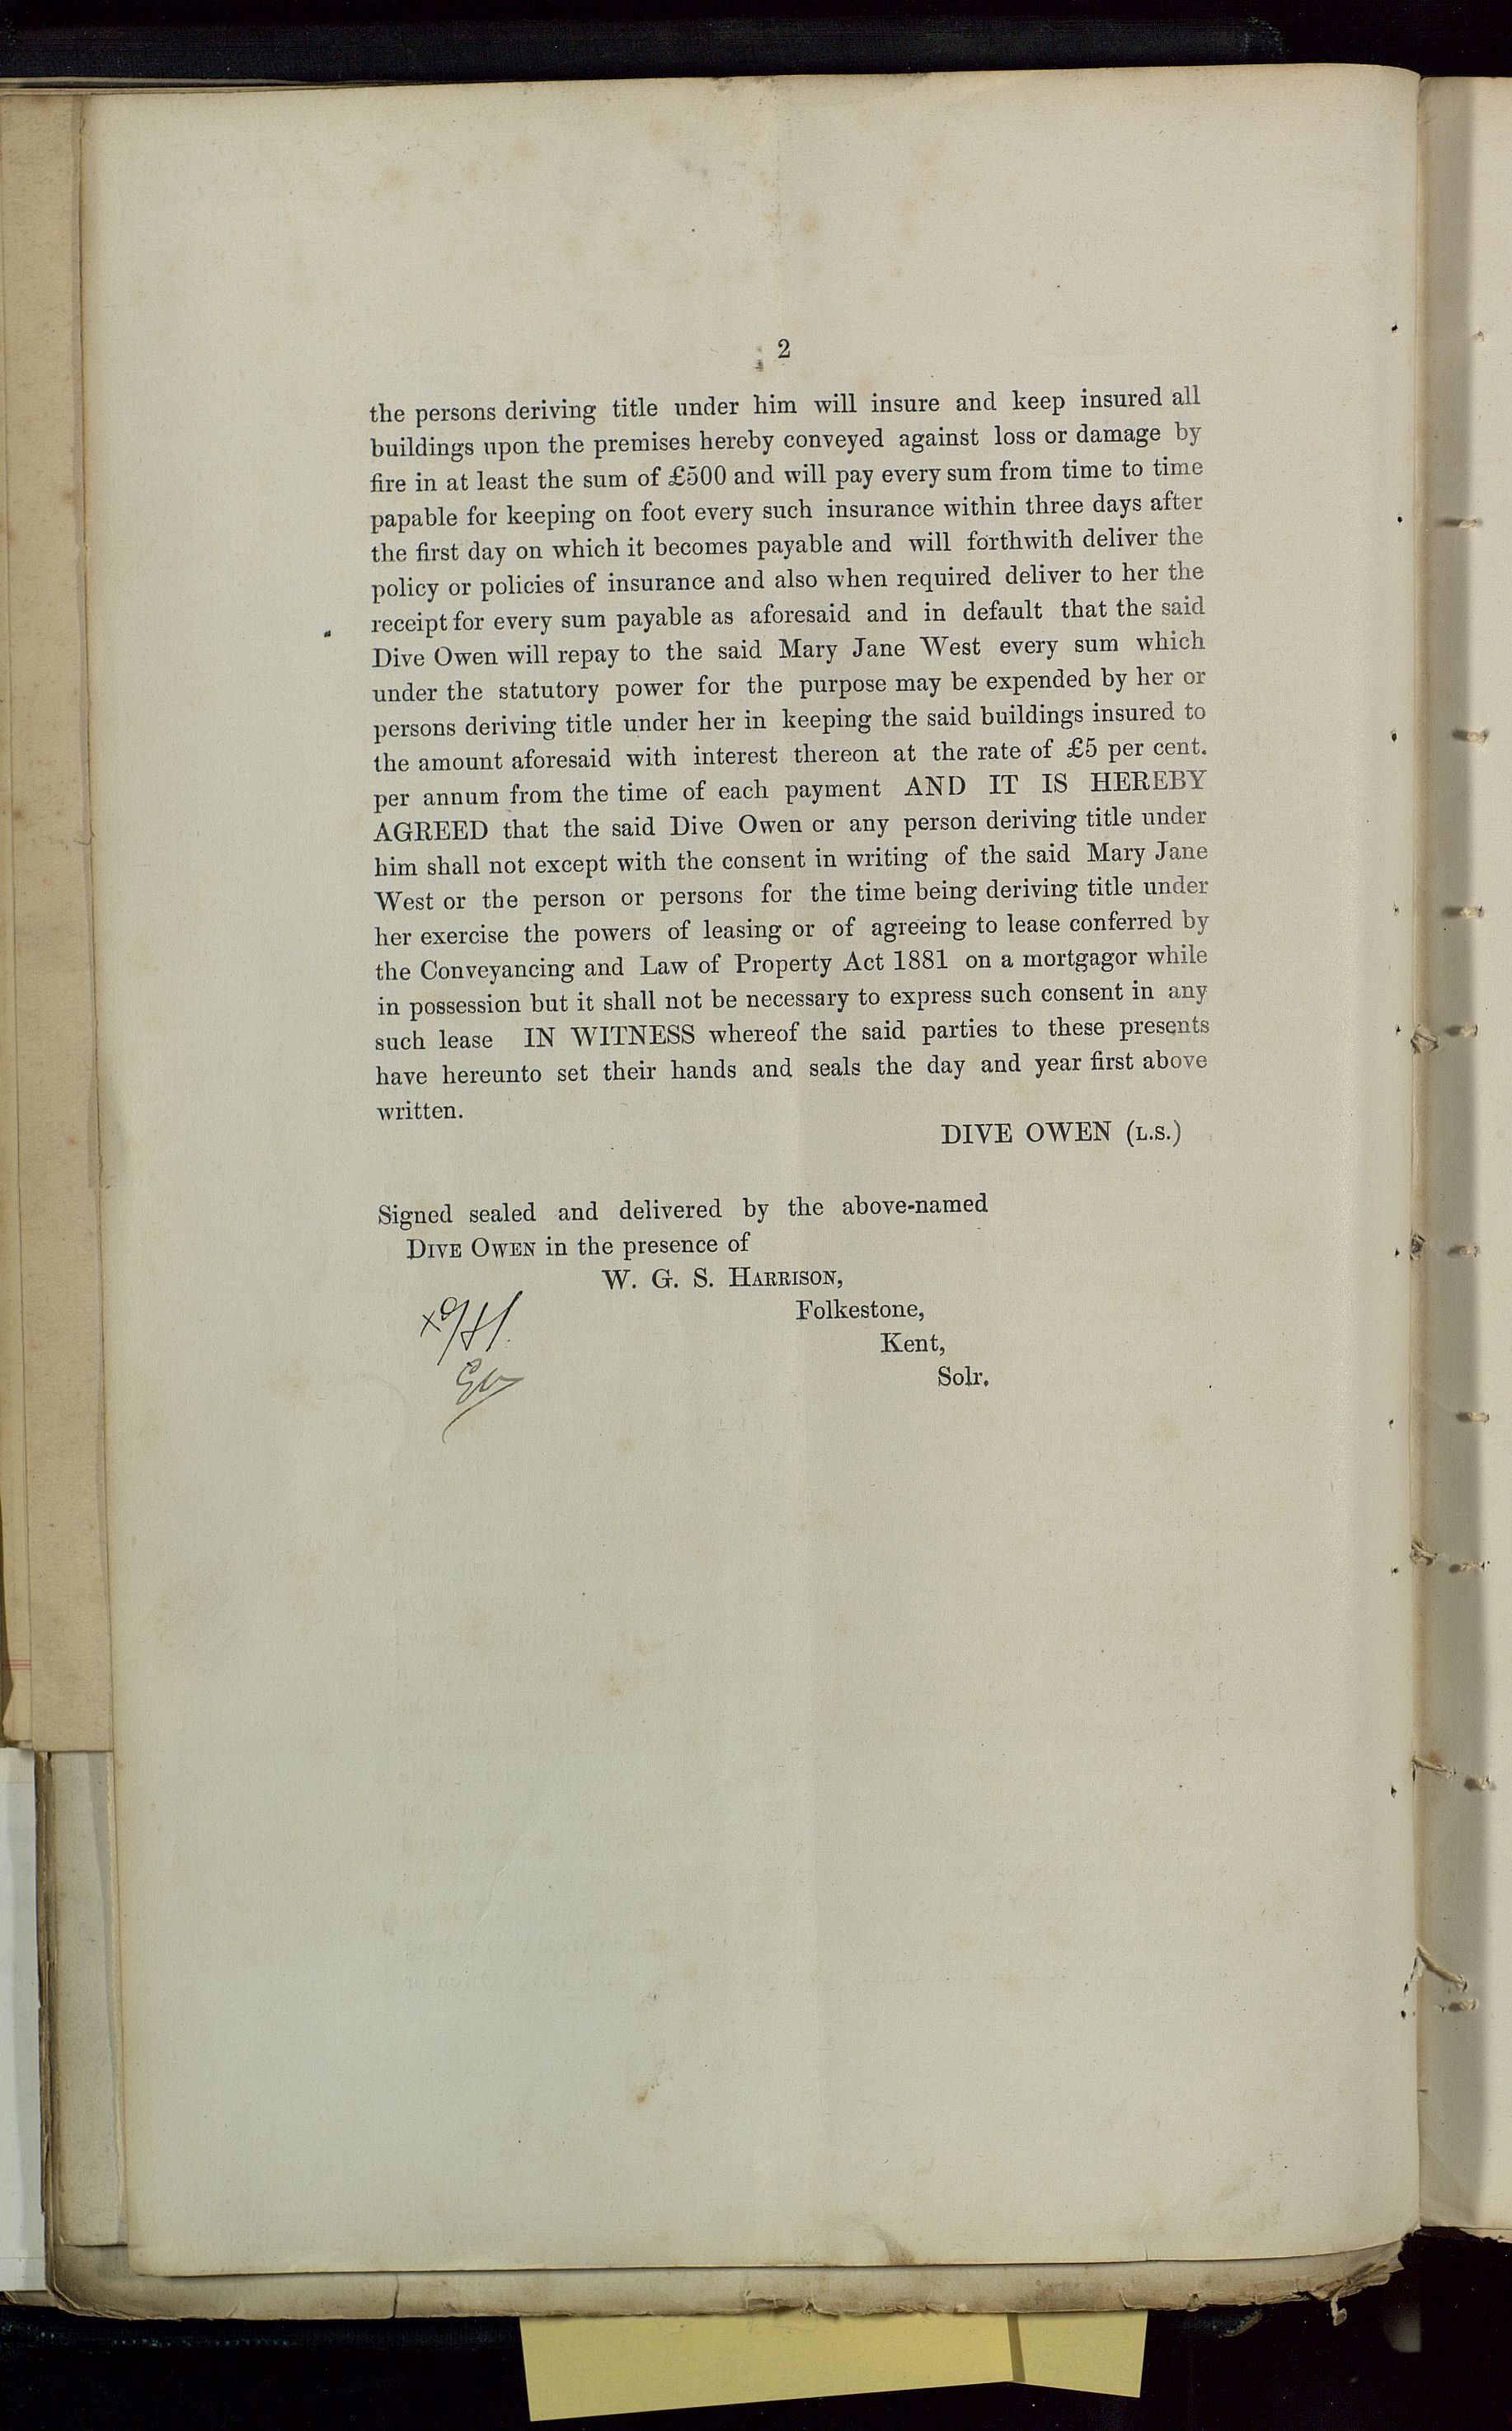 2
the persons deriving title under him will insure and keep insured all
buildings upon the premises hereby conveyed against loss or damage by
fire in at least the sum of £500 and will pay every sum from time to time
papable for keeping on foot every such insurance within three days after
the first day on which it becomes payable and will forthwith deliver the
policy or policies of insurance and also when required deliver to her the
receipt for every sum payable as aforesaid and in default that the said
Dive Owen will repay to the said Mary Jane West every sum which
under the statutory power for the purpose may be expended by her or
persons deriving title under her in keeping the said buildings insured to
the amount aforesaid with interest thereon at the rate of £5 per cent.
per annum from the time of each payment AND IT IS HEREBY
AGREED that the said Dive Owen or any person deriving title under
him shall not except with the consent in writing of the said Mary Jane
West or the person or persons for the time being deriving title under
her exercise the powers of leasing or of agreeing to lease conferred by
the Conveyancing and Law of Property Act 1881 on a mortgagor while
in possession but it shall not be necessary to express such consent in any
such lease IN WITNESS whereof the said parties to these presents
have hereunto set their hands and seals the day and year first above
written.
DIVE OWEN (L.S.)
Signed sealed and delivered by the above-named
DIVE OWEN in the presence of
W. G. S. HARRISON,
Folkestone,
Kent,
Solr.